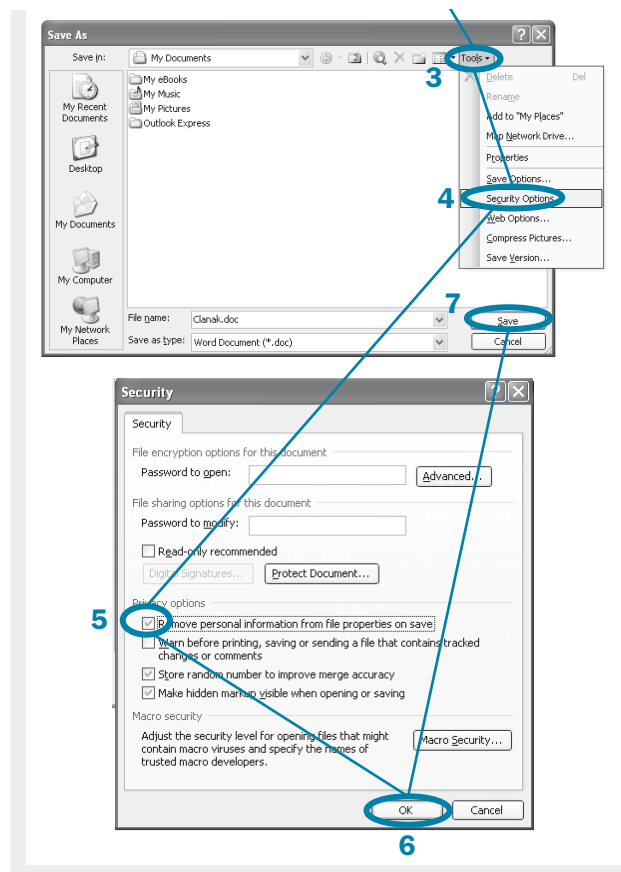 Save As
Save in:
My Documents
3
Tools
My Recent
Documents
Desktop
My Documents
My Computer
My Network
Places
My eBooks
My Music
My Pictures
Outlook Express
Delete Del
Rename
Add to "My Places"
Map Network Drive...
Properties
Save Options...
4
Security Options
Web Options...
Compress Pictures...
Save Version...
7
File name:
Clanak.doc
Save
Save as type:
Word Document (*.doc)
Cancel
Security
Security
File encryption options for this document
Password to open:
Advanced...
File sharing options for this document
Password to modify:
Read-only recommended
Digital Signatures...
Protect Document...
Privacy options
5
Remove personal information from file properties on save
Warn before printing, saving or sending a file that contains tracked
changes or comments
Store random number to improve merge accuracy
Make hidden markup visible when opening or saving
Macro security
Adjust the security level for opening files that might
contain macro viruses and specify the names of
trusted macro developers.
Macro Security...
OK
Cancel
6